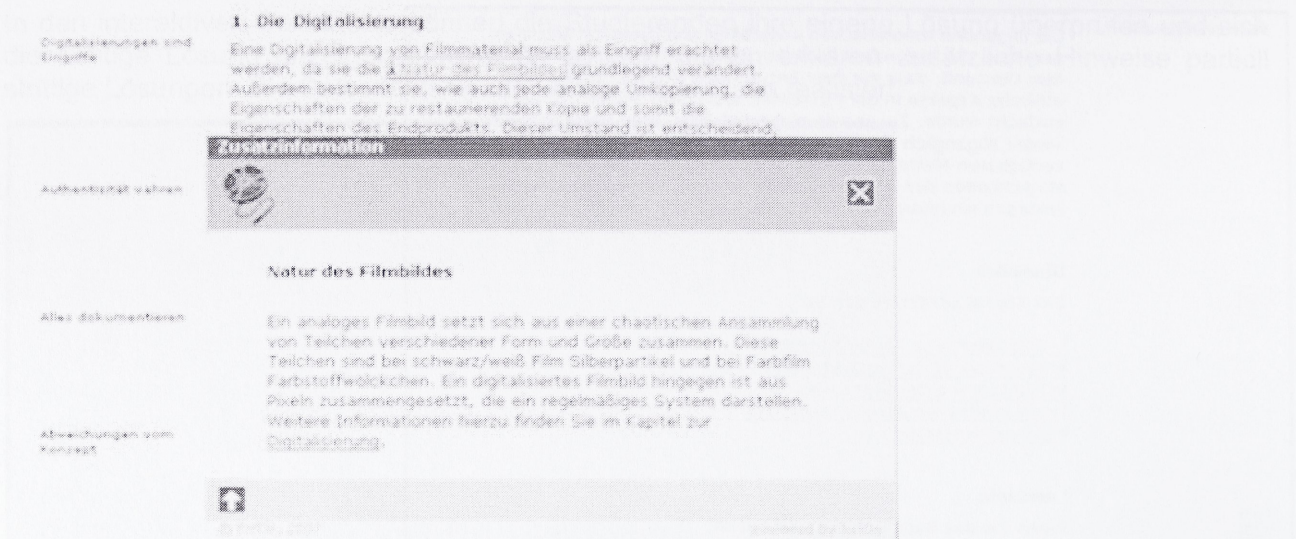 1. Die Digitalisierung
Digitalisierungen sind
Eingriffe
Eine Digitalisierung von Filmmaterial muss als Eingriff erachtet
werden, da sie die Natur des Filmbildes grundlegend verändert.
Außerdem bestimmt sie, wie auch jede analoge Umkopierung, die
Eigenschaften der zu restaurierenden Kopie und somit die
Eigenschaften des Endprodukts. Dieser Umstand ist entscheidend,
Zusatzinformation
Authentizität wahren
Natur des Filmbildes
Alles dokumentieren
Ein analoges Filmbild setzt sich aus einer chaotischen Ansammlung
von Teilchen verschiedener Form und Größe zusammen. Diese
Teilchen sind bei schwarz/weiß Film Silberpartikel und bei Farbfilm
Farbstoffwölckchen. Ein digitalisiertes Filmbild hingegen ist aus
Pixeln zusammengesetzt, die ein regelmäßiges System darstellen.
Weitere Informationen hierzu finden Sie im Kapitel zur
Digitalisierung.
Abweichungen vom
Konzept
powered by